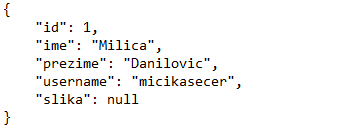 {
    "id": 1,
    "ime": "Milica",
    "prezime": "Danilovic",
    "username": "micikasecer",
    "slika": null
}